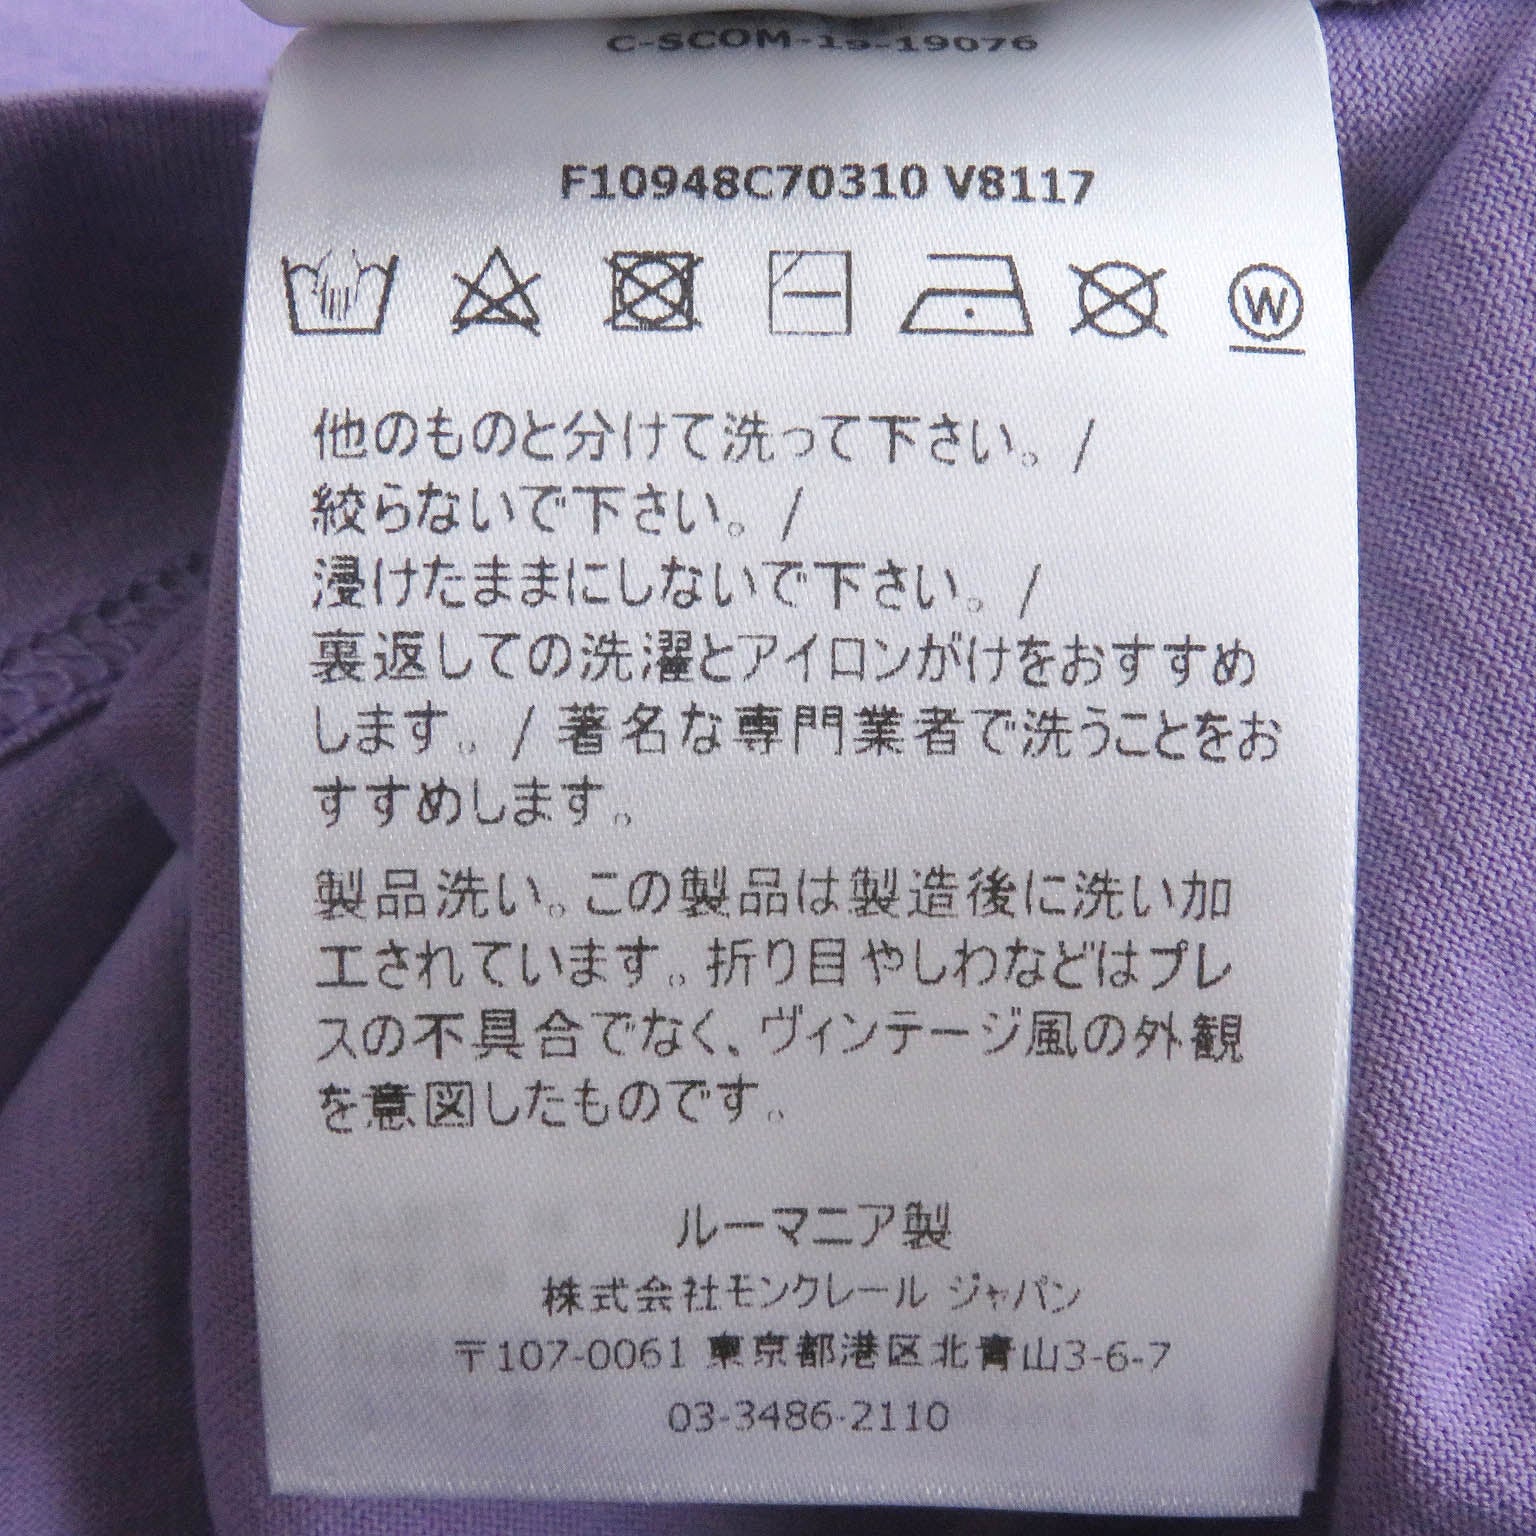 C-SCOM-19-19076
F10948C70310 V8117
W
他のものと分けて洗って下さい。/
絞らないで下さい。/
浸けたままにしないで下さい。/
裏返しての洗濯とアイロンがけをおすすめ
します。/ 著名な専門業者で洗うことをお
すすめします。
製品洗い。この製品は製造後に洗い加
工されています。折り目やしわなどはプレ
スの不具合でなく、ヴィンテージ風の外観
を意図したものです。
ルーマニア製
株式会社モンクレール ジャパン
〒107-0061 東京都港区北青山3-6-7
03-3486-2110